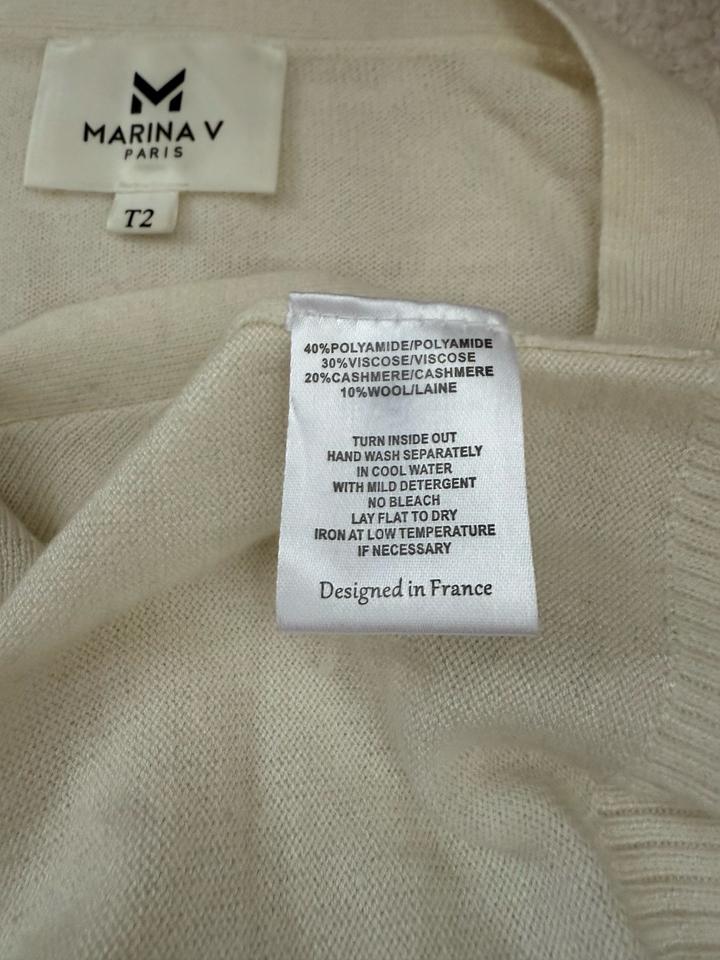 MARINA V
PARIS
T2
40%POLYAMIDE/POLYAMIDE
30%VISCOSE/VISCOSE
20%CASHMERE/CASHMERE
10%WOOL/LAINE
TURN INSIDE OUT
HAND WASH SEPARATELY
IN COOL WATER
WITH MILD DETERGENT
NO BLEACH
LAY FLAT TO DRY
IRON AT LOW TEMPERATURE
IF NECESSARY
Designed in France